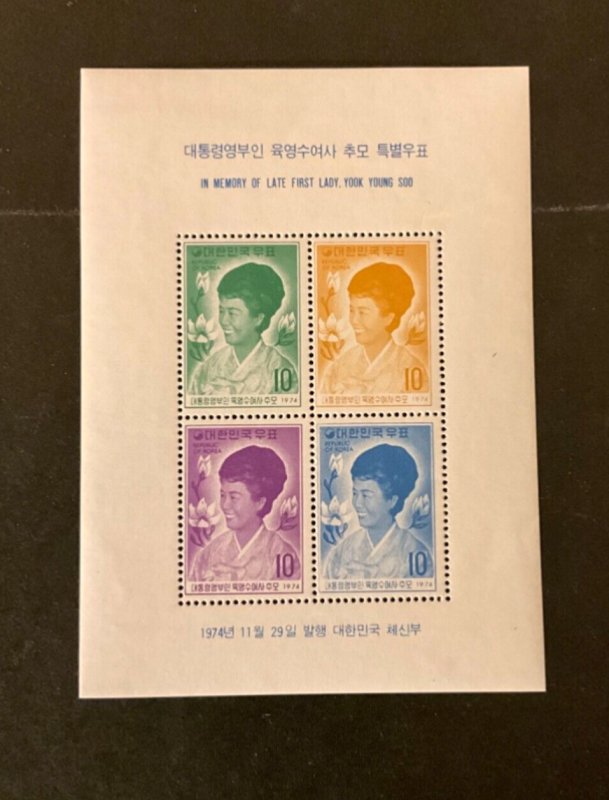 대통령영부인 육영수여사 추모 특별우표
IN MEMORY OF LATE FIRST LADY, YOOK YOUNG SOO
대한민국우표
REPUBLIC
OF KOREA
10
대통령영부인 육영수여사 추모 1974
대한민국우표
REPUBLIC
OF KOREA
10
대통령영부인 육영수여사 추모 1974
대한민국우표
REPUBLIC
OF KOREA
10
대통령영부인 육영수여사 추모 1974
대한민국우표
REPUBLIC
OF KOREA
10
대통령영부인 육영수여사 추모 1974
1974년 11월 29일 발행 대한민국 체신부